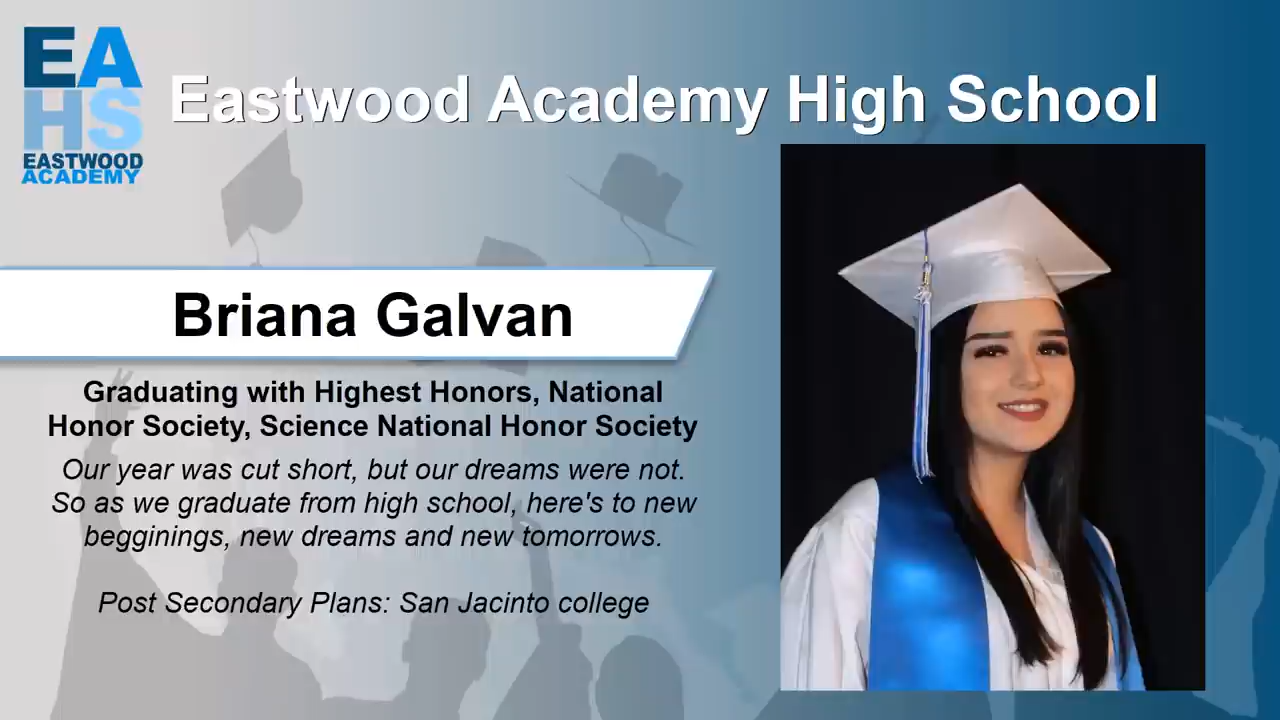 EA
HS
EASTWOOD
ACADEMY
Eastwood Academy High School
Briana Galvan
Graduating with Highest Honors, National
Honor Society, Science National Honor Society
Our year was cut short, but our dreams were not.
So as we graduate from high school, here's to new
begginings, new dreams and new tomorrows.
Post Secondary Plans: San Jacinto college